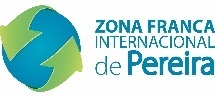 ZONA FRANCA
INTERNACIONAL
de Pereira